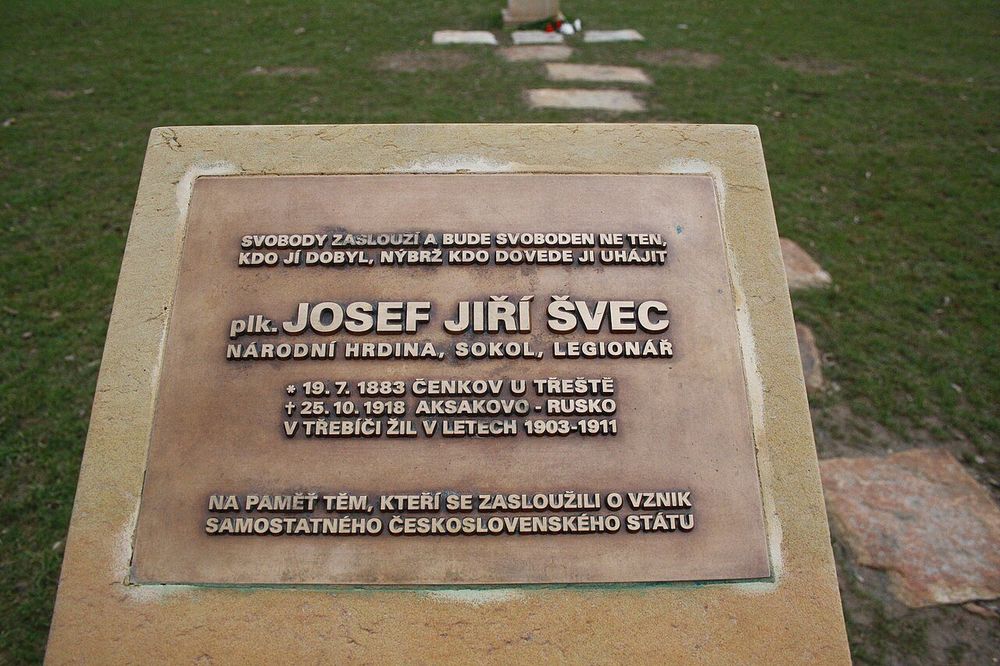 SVOBODY ZASLOUZÍ A BUDE SVOBODEN NE TEN,
KDO JÍ DOBYL, NÝBRŽ KDO DOVEDE JI UHÁJIT
plk. JOSEF JIŘÍ ŠVEC
NÁRODNÍ HRDINA, SOKOL, LEGIONÁŘ
* 19. 7. 1883 ČENKOV U TŘEŠTĚ
† 25. 10. 1918 AKSAKOVO - RUSKO
V TŘEBÍČI ŽIL V LETECH 1903-1911
NA PAMĚŤ TĚM, KTEŘÍ SE ZASLOUŽILI O VZNIK
SAMOSTATNÉHO ČESKOSLOVENSKÉHO STÁTU